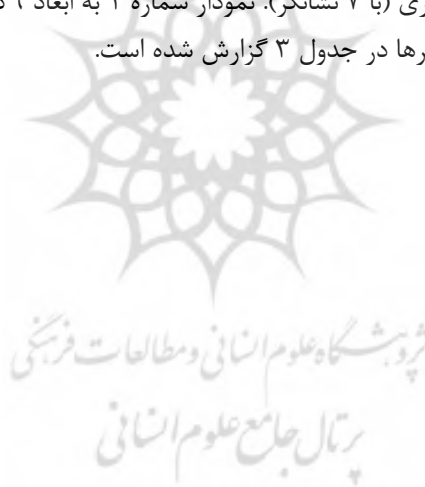 ری (با ۷ نشانگر). نمودار شماره ۱ به ابعاد
رها در جدول ۳ گزارش شده است.
پژوهشگاه علوم انسانی و مطالعات فرهنگی
پرتال جامع علوم انسانی